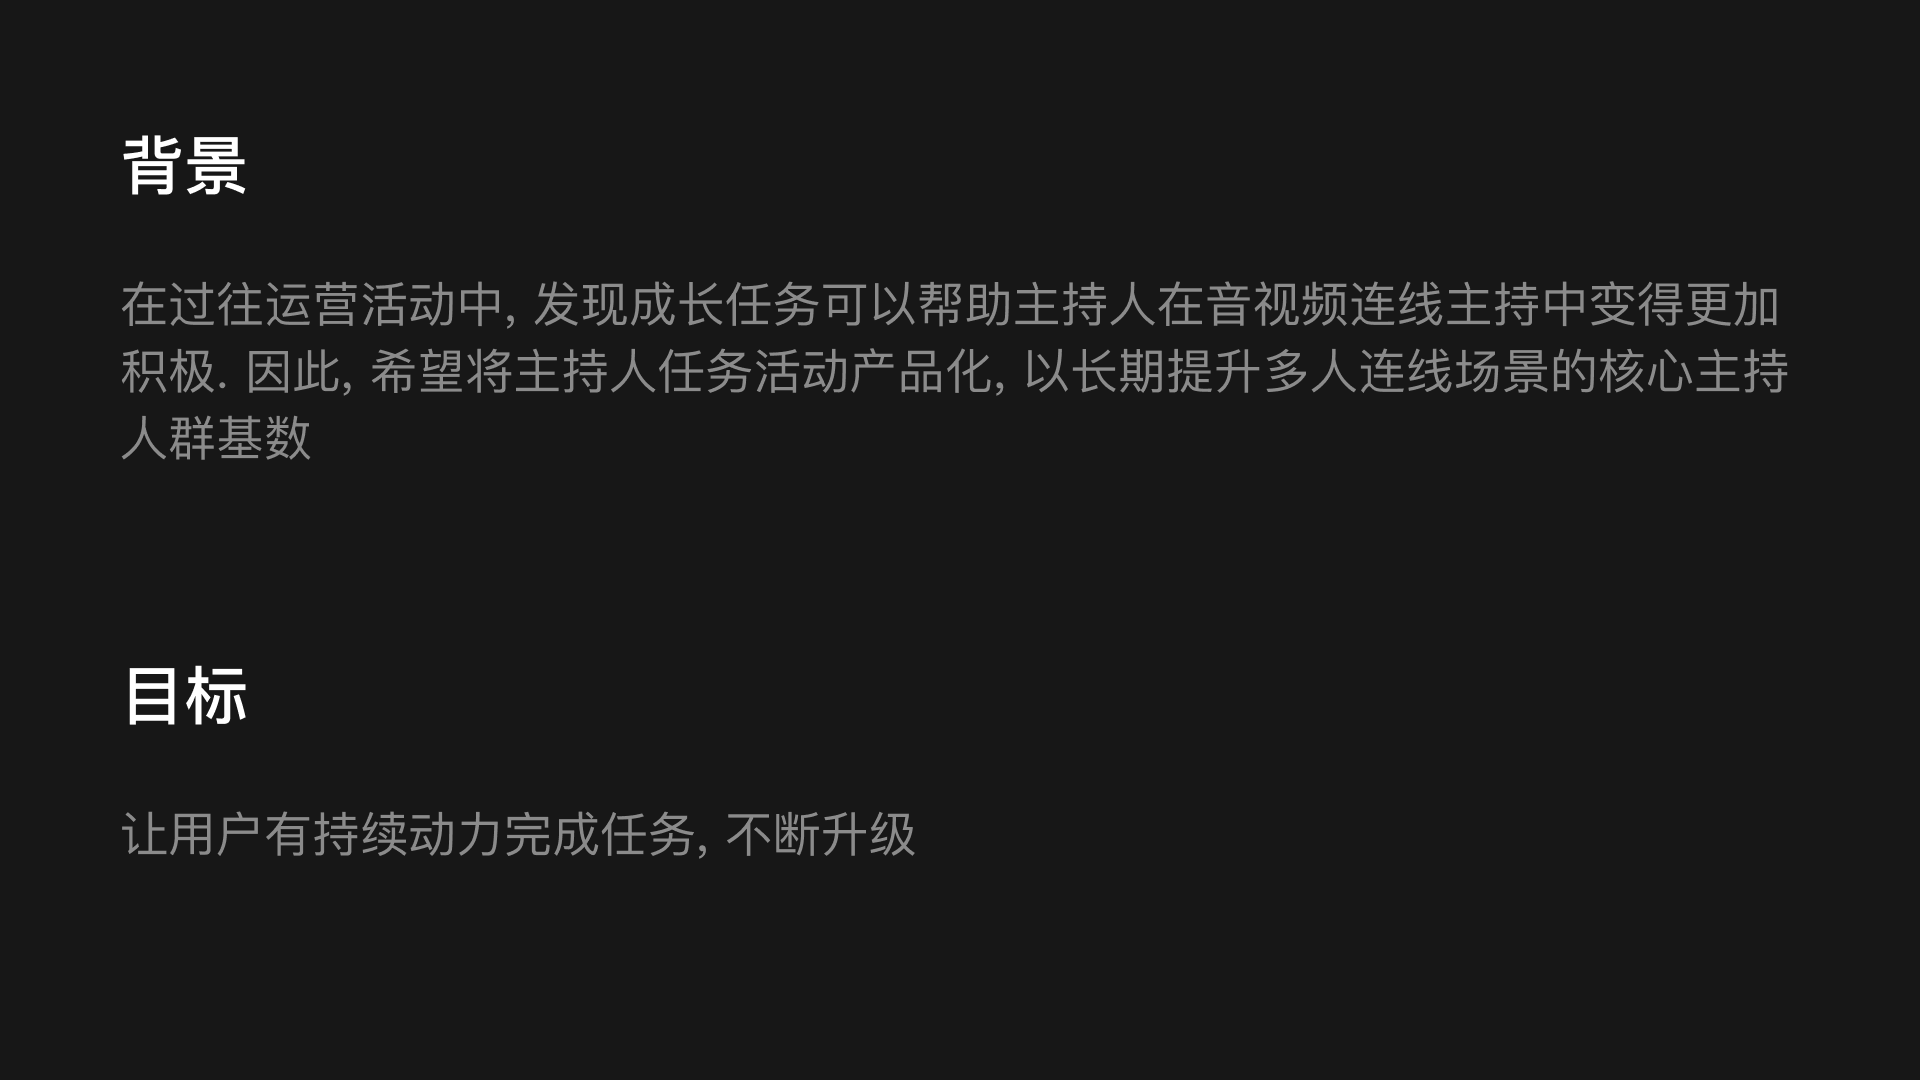 背景
在过往运营活动中, 发现成长任务可以帮助主持人在音视频连线主持中变得更加
积极. 因此, 希望将主持人任务活动产品化, 以长期提升多人连线场景的核心主持
人群基数
目标
让用户有持续动力完成任务, 不断升级